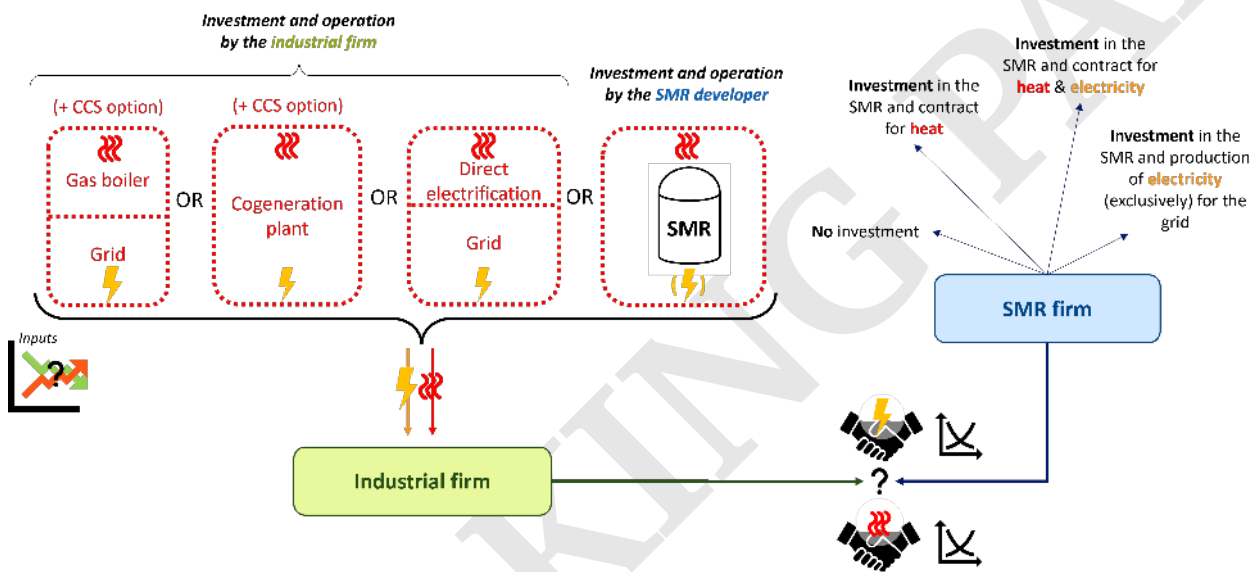 Investment and operation
by the industrial firm
Investment and operation
by the SMR developer
(+ CCS option)
(+ CCS option)
Gas boiler
Grid
OR
Cogeneration
plant
OR
Direct
electrification
Grid
OR
SMR
( )
Investment in the
SMR and contract
for heat
Investment in the
SMR and contract for
heat & electricity
Investment in the
SMR and production
of electricity
(exclusively) for the
grid
No investment
SMR firm
Inputs
?
Industrial firm
?
KING PA